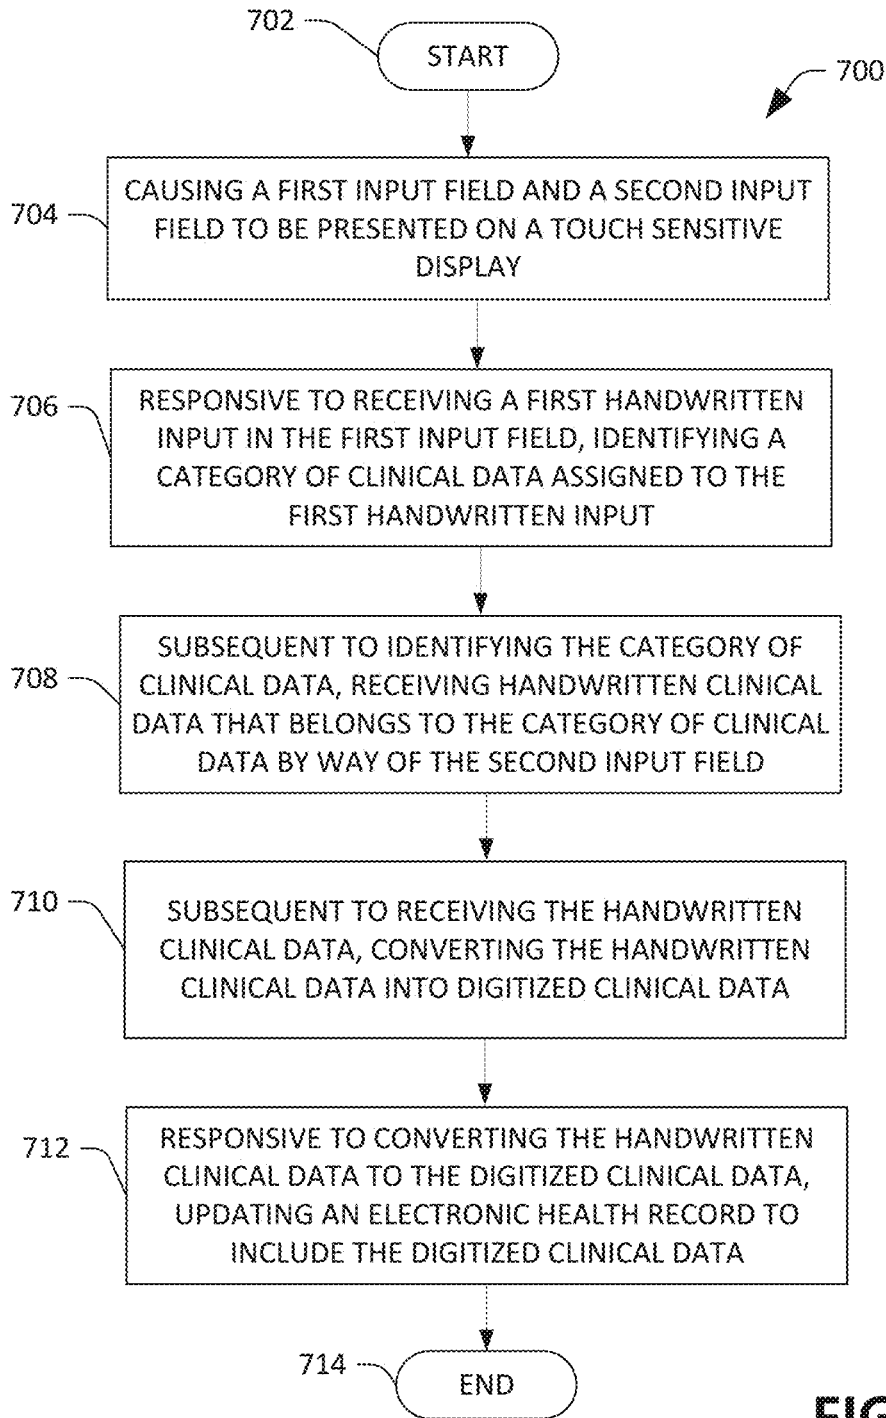 702
START
700
704
CAUSING A FIRST INPUT FIELD AND A SECOND INPUT
FIELD TO BE PRESENTED ON A TOUCH SENSITIVE
DISPLAY
706
RESPONSIVE TO RECEIVING A FIRST HANDWRITTEN
INPUT IN THE FIRST INPUT FIELD, IDENTIFYING A
CATEGORY OF CLINICAL DATA ASSIGNED TO THE
FIRST HANDWRITTEN INPUT
708
SUBSEQUENT TO IDENTIFYING THE CATEGORY OF
CLINICAL DATA, RECEIVING HANDWRITTEN CLINICAL
DATA THAT BELONGS TO THE CATEGORY OF CLINICAL
DATA BY WAY OF THE SECOND INPUT FIELD
710
SUBSEQUENT TO RECEIVING THE HANDWRITTEN
CLINICAL DATA, CONVERTING THE HANDWRITTEN
CLINICAL DATA INTO DIGITIZED CLINICAL DATA
712
RESPONSIVE TO CONVERTING THE HANDWRITTEN
CLINICAL DATA TO THE DIGITIZED CLINICAL DATA,
UPDATING AN ELECTRONIC HEALTH RECORD TO
INCLUDE THE DIGITIZED CLINICAL DATA
714
END